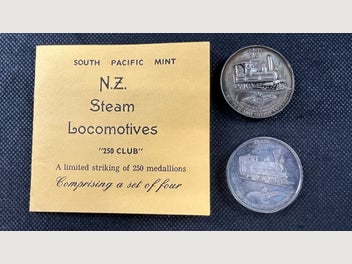 SOUTH PACIFIC MINT
N.Z.
Steam
Locomotives
"250 CLUB"
A limited striking of 250 medallions
Comprising a set of four